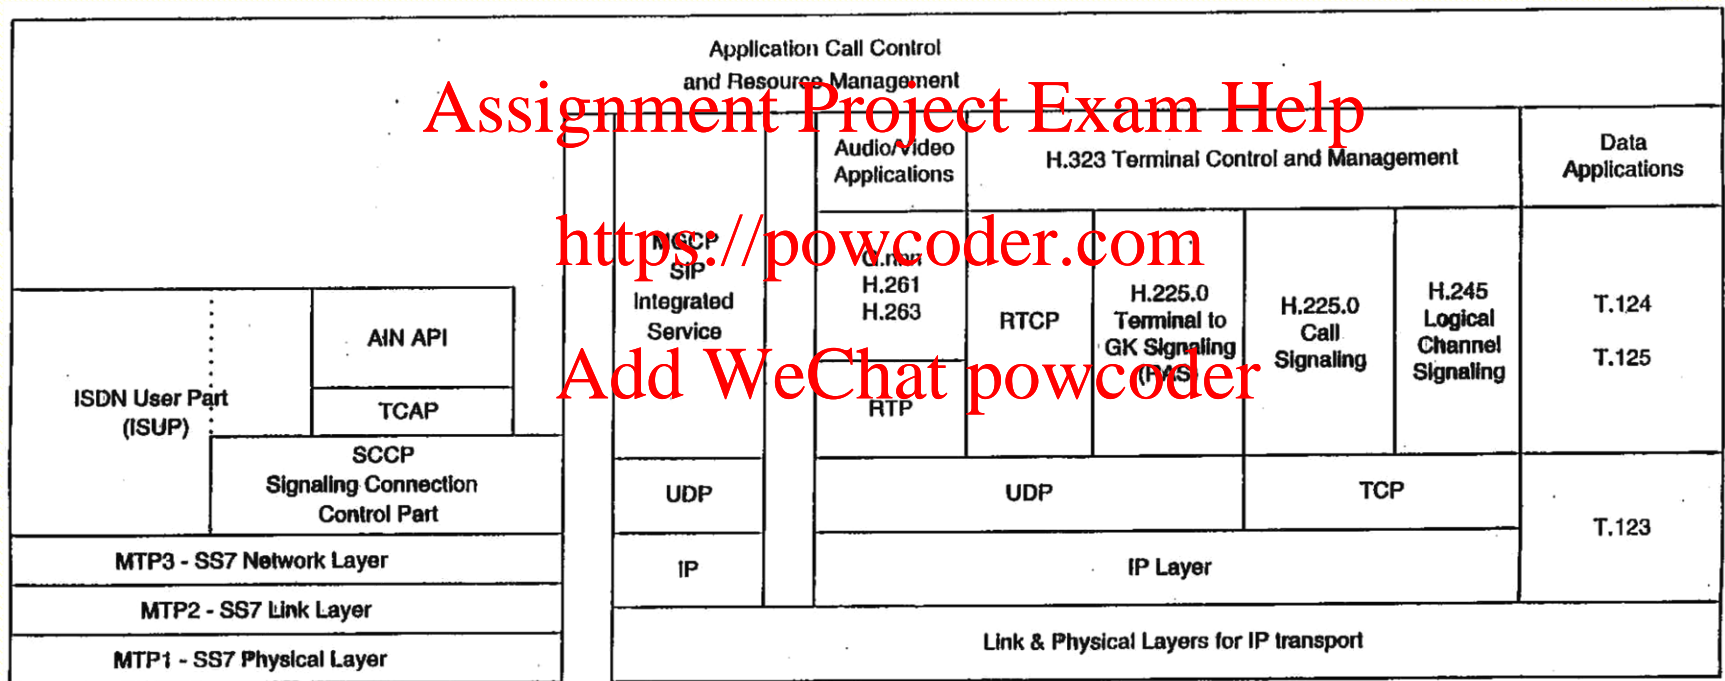 Application Call Control
and Resource Management
Assignment Project Exam Help
Audio/Video
Applications
H.323 Terminal Control and Management
Data
Applications
https://powcoder.com
MGCP
SIP
Integrated
Service
G.nnn
H.261
H.263
RTCP
H.225.0
Terminal to
GK Signaling
(RAS)
H.225.0
Call
Signaling
H.245
Logical
Channel
Signaling
T.124
T.125
Add WeChat powcoder
RTP
AIN API
TCAP
ISDN User Part
(ISUP)
SCCP
Signaling Connection
Control Part
UDP
UDP
TCP
T.123
MTP3 - SS7 Network Layer
IP
IP Layer
MTP2 - SS7 Link Layer
MTP1 - SS7 Physical Layer
Link & Physical Layers for IP transport